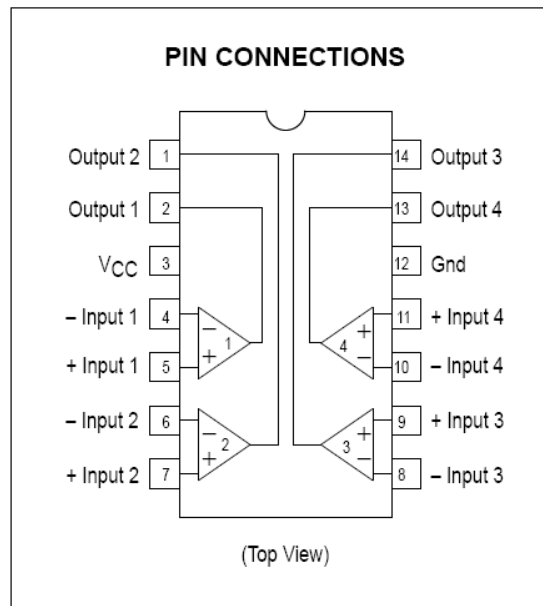 PIN CONNECTIONS
Output 2 1 14 Output 3
Output 1 2 13 Output 4
VCC 3 12 Gnd
– Input 1 4 – 11 + Input 4
+ 1 4 +
+ Input 1 5 – 10 – Input 4
– Input 2 6 – 9 + Input 3
+ 2 3 +
+ Input 2 7 – 8 – Input 3
(Top View)